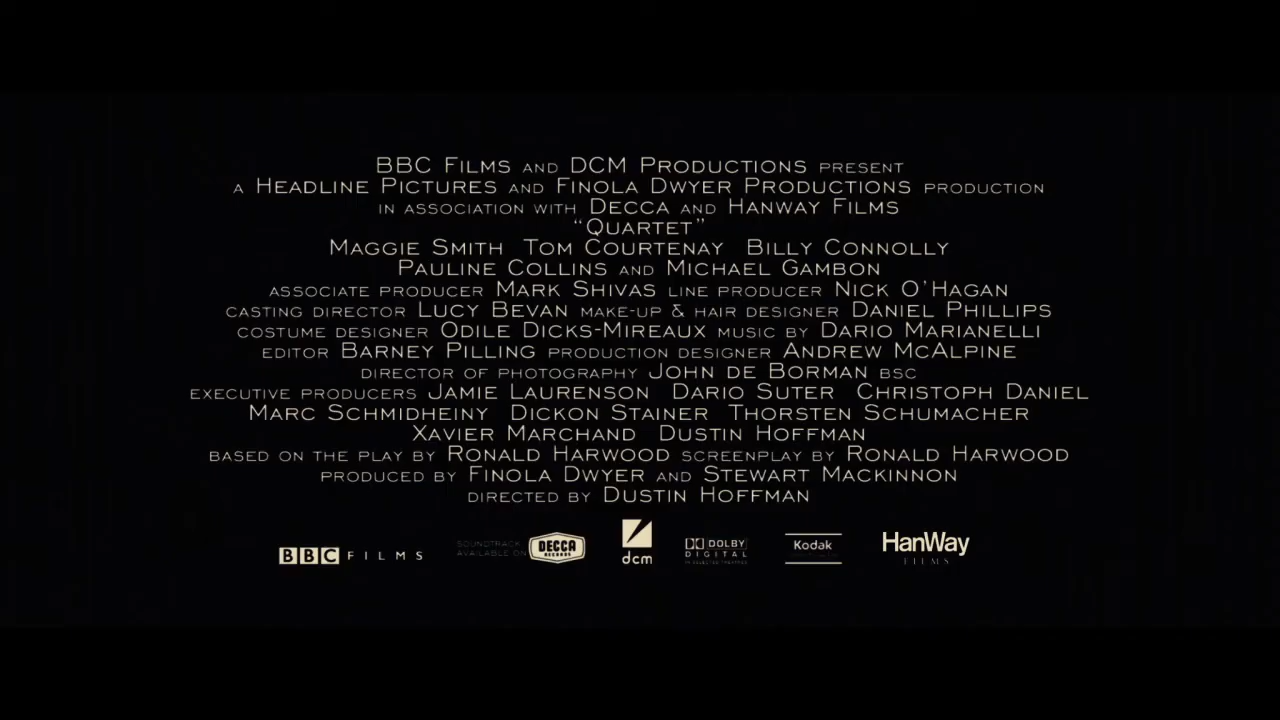 BBC FILMS AND DCM PRODUCTIONS PRESENT
A HEADLINE PICTURES AND FINOLA DWYER PRODUCTIONS PRODUCTION
IN ASSOCIATION WITH DECCA AND HANWAY FILMS
“QUARTET”
MAGGIE SMITH TOM COURTENAY BILLY CONNOLLY
PAULINE COLLINS AND MICHAEL GAMBON
ASSOCIATE PRODUCER MARK SHIVAS LINE PRODUCER NICK O’HAGAN
CASTING DIRECTOR LUCY BEVAN MAKE-UP & HAIR DESIGNER DANIEL PHILLIPS
COSTUME DESIGNER ODILE DICKS-MIREAUX MUSIC BY DARIO MARIANELLI
EDITOR BARNEY PILLING PRODUCTION DESIGNER ANDREW MCALPINE
DIRECTOR OF PHOTOGRAPHY JOHN DE BORMAN BSC
EXECUTIVE PRODUCERS JAMIE LAURENSON DARIO SUTER CHRISTOPH DANIEL
MARC SCHMIDHEINY DICKON STAINER THORSTEN SCHUMACHER
XAVIER MARCHAND DUSTIN HOFFMAN
BASED ON THE PLAY BY RONALD HARWOOD SCREENPLAY BY RONALD HARWOOD
PRODUCED BY FINOLA DWYER AND STEWART MACKINNON
DIRECTED BY DUSTIN HOFFMAN
BBC FILMS
SOUNDTRACK
AVAILABLE ON
DECCA
RECORDS
dcm
DOLBY
DIGITAL
IN SELECTED THEATRES
Kodak
HanWay
FILMS